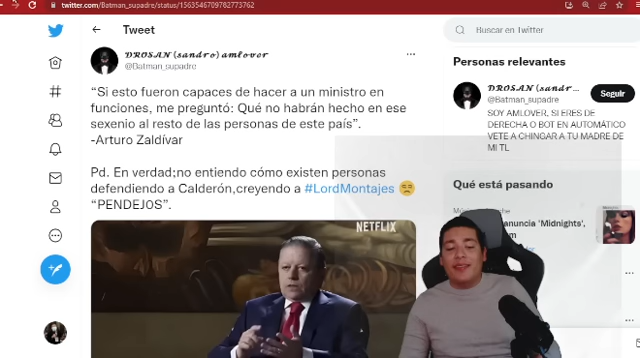 twitter.com/Batman_supadre/status/1563546709782773762
Tweet
Buscar en Twitter
DROSAN (sandro) amlover
@Batman_supadre
“Si esto fueron capaces de hacer a un ministro en
funciones, me preguntó: Qué no habrán hecho en ese
sexenio al resto de las personas de este país”.
-Arturo Zaldívar
Pd. En verdad;no entiendo cómo existen personas
defendiendo a Calderón,creyendo a #LordMontajes
“PENDEJOS”.
NETFLIX
Personas relevantes
DROSAN (sandr...
@Batman_supadre
Seguir
SOY AMLOVER, SI ERES DE
DERECHA O BOT EN AUTOMÁTICO
VETE A CHINGAR A TU MADRE DE
MI TL
Qué está pasando
anuncia 'Midnights',